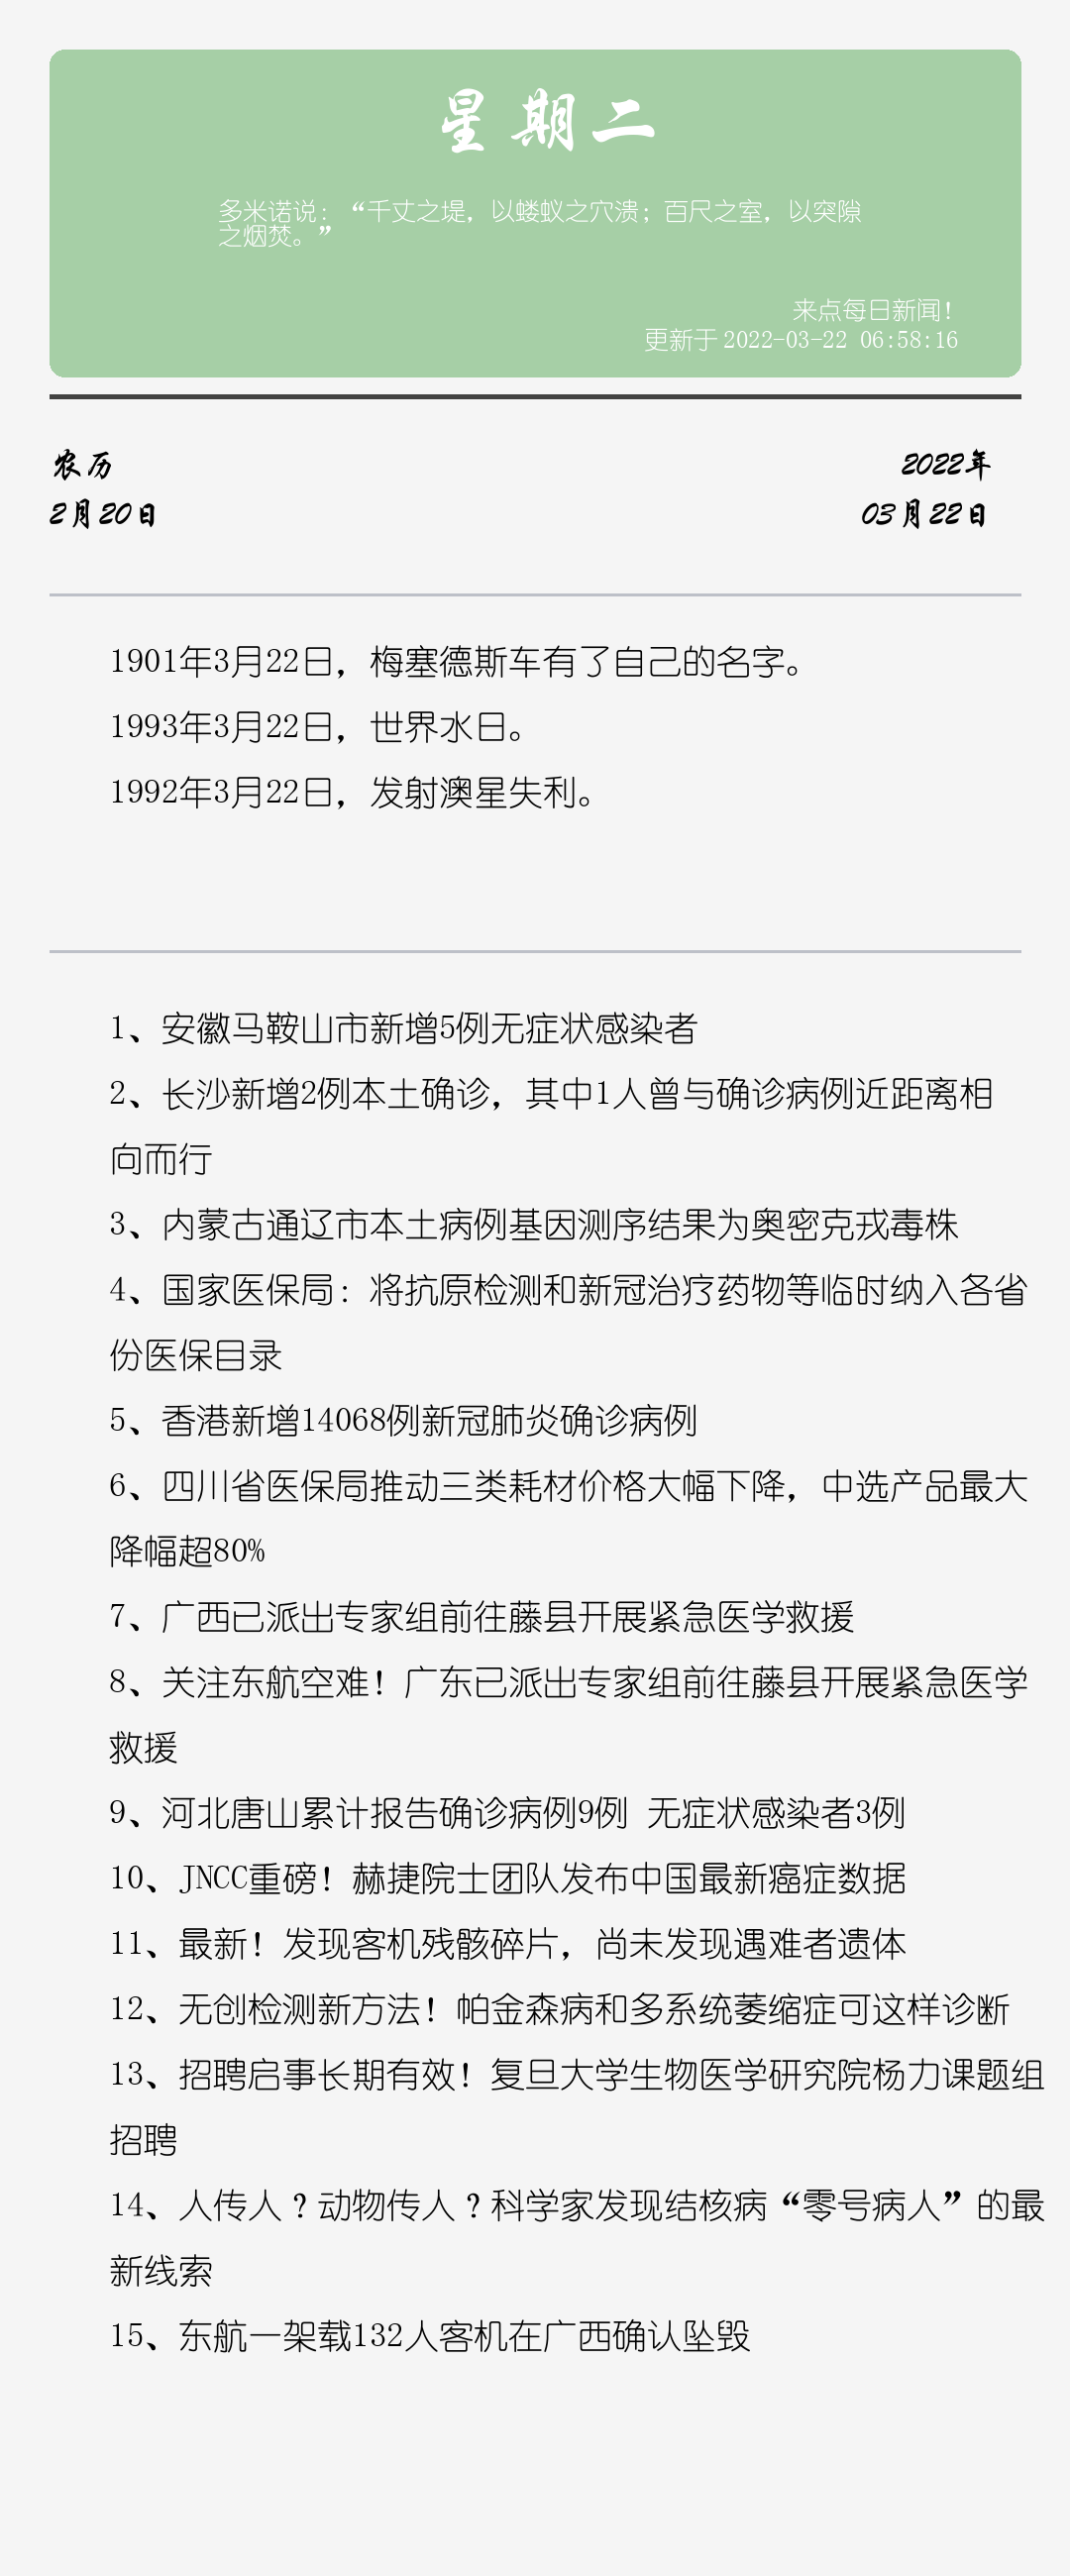 星期二
多米诺说：“千丈之堤，以蝼蚁之穴溃；百尺之室，以突隙
之烟焚。”
来点每日新闻！
更新于 2022-03-22 06:58:16
农历
2022年
2月20日
03月22日
1901年3月22日，梅塞德斯车有了自己的名字。
1993年3月22日，世界水日。
1992年3月22日，发射澳星失利。
1、安徽马鞍山市新增5例无症状感染者
2、长沙新增2例本土确诊，其中1人曾与确诊病例近距离相
向而行
3、内蒙古通辽市本土病例基因测序结果为奥密克戎毒株
4、国家医保局：将抗原检测和新冠治疗药物等临时纳入各省
份医保目录
5、香港新增14068例新冠肺炎确诊病例
6、四川省医保局推动三类耗材价格大幅下降，中选产品最大
降幅超80%
7、广西已派出专家组前往藤县开展紧急医学救援
8、关注东航空难！广东已派出专家组前往藤县开展紧急医学
救援
9、河北唐山累计报告确诊病例9例 无症状感染者3例
10、JNCC重磅！赫捷院士团队发布中国最新癌症数据
11、最新！发现客机残骸碎片，尚未发现遇难者遗体
12、无创检测新方法！帕金森病和多系统萎缩症可这样诊断
13、招聘启事长期有效！复旦大学生物医学研究院杨力课题组
招聘
14、人传人？动物传人？科学家发现结核病“零号病人”的最
新线索
15、东航一架载132人客机在广西确认坠毁